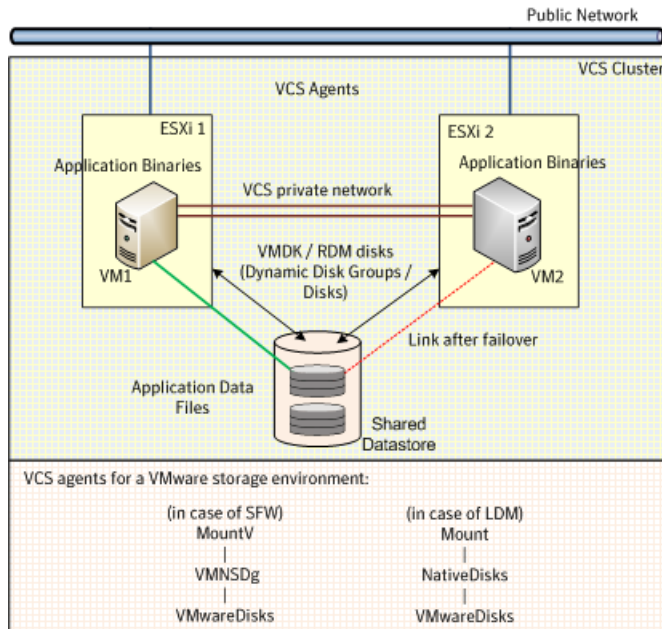 Public Network
VCS Cluster
VCS Agents
ESXi 1
ESXi 2
Application Binaries
Application Binaries
VCS private network
VM1
VMDK / RDM disks
(Dynamic Disk Groups /
Disks)
VM2
Link after failover
Application Data
Files
Shared
Datastore
VCS agents for a VMware storage environment:
(in case of SFW)
MountV
|
VMNSDg
|
VMwareDisks
(in case of LDM)
Mount
|
NativeDisks
|
VMwareDisks